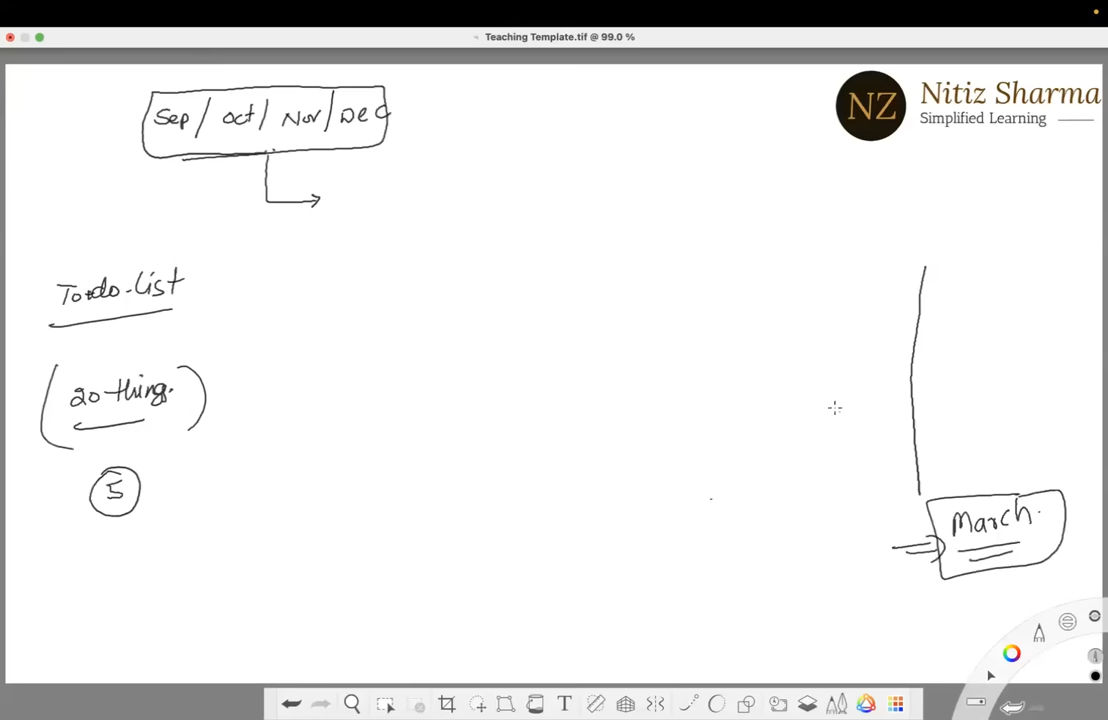 Teaching Template.tif @ 99.0 %
Sep / Oct / Nov / Dec
NZ
Nitiz Sharma
Simplified Learning
To-do-List
20-thing.
5
March.